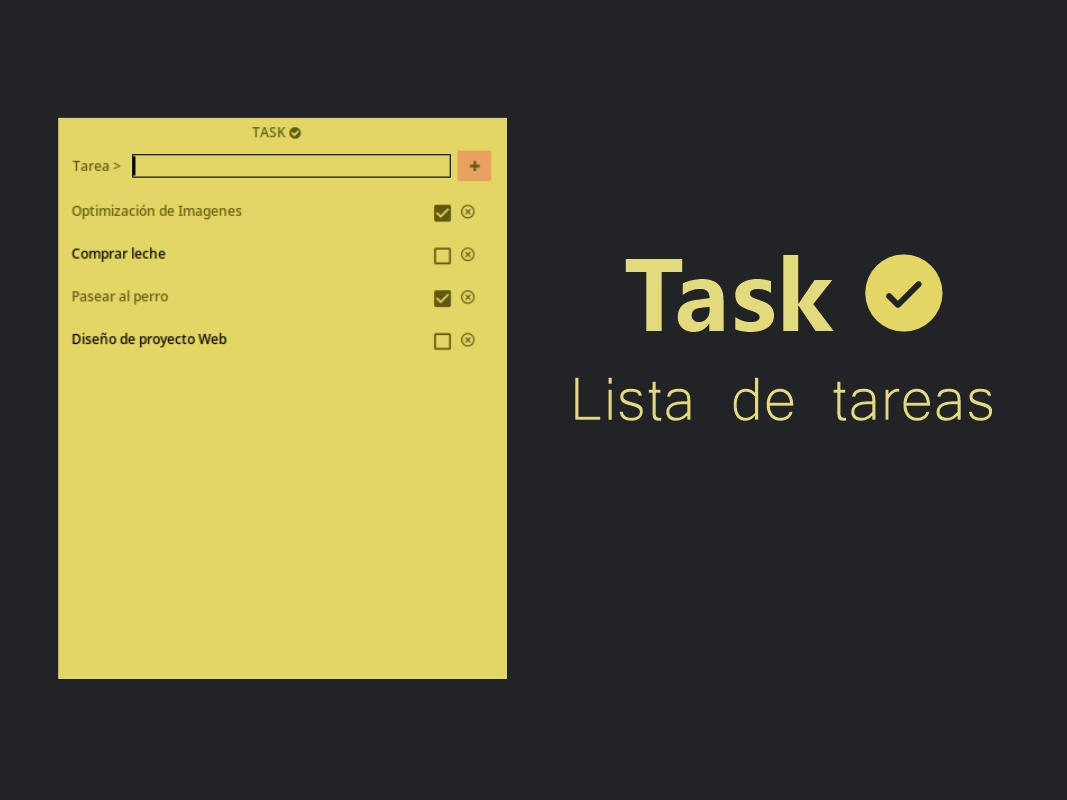 TASK
Tarea >
Optimización de Imagenes
Comprar leche
Pasear al perro
Diseño de proyecto Web
Task
Lista de tareas